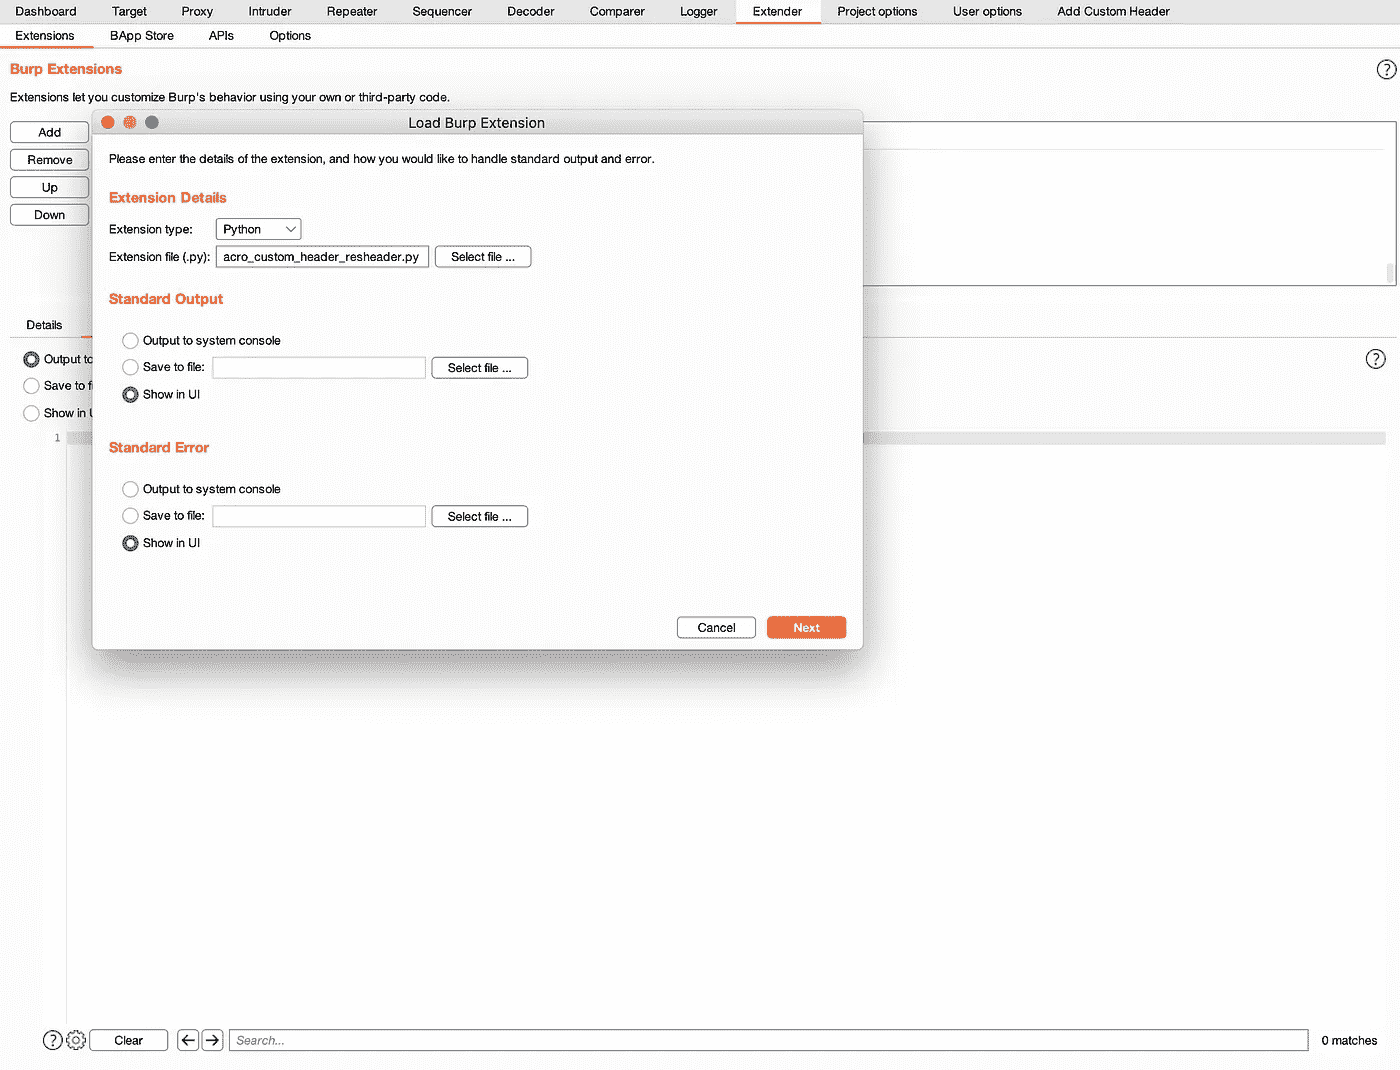 Dashboard Target Proxy Intruder Repeater Sequencer Decoder Comparer Logger Extender Project options User options Add Custom Header
Extensions BApp Store APIs Options
Burp Extensions
?
Extensions let you customize Burp's behavior using your own or third-party code.
Add
Remove
Up
Down
Load Burp Extension
Please enter the details of the extension, and how you would like to handle standard output and error.
Extension Details
Extension type: Python
Extension file (.py): acro_custom_header_resheader.py Select file ...
Standard Output
Output to system console
Save to file: Select file ...
Show in UI
Standard Error
Output to system console
Save to file: Select file ...
Show in UI
Cancel Next
Details
Output to
?
Save to fi
Show in U
1
? Clear Search... 0 matches